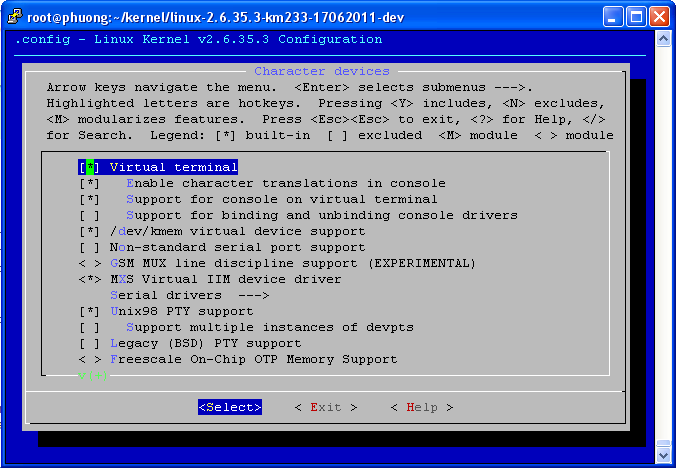 root@phuong:~/kernel/linux-2.6.35.3-km233-17062011-dev
.config - Linux Kernel v2.6.35.3 Configuration
Character devices
Arrow keys navigate the menu.  <Enter> selects submenus --->.
Highlighted letters are hotkeys.  Pressing <Y> includes, <N> excludes,
<M> modularizes features.  Press <Esc><Esc> to exit, <?> for Help, </>
for Search.  Legend: [*] built-in  [ ] excluded  <M> module  < > module
[*] Virtual terminal
[*]   Enable character translations in console
[*]   Support for console on virtual terminal
[ ]   Support for binding and unbinding console drivers
[*] /dev/kmem virtual device support
[ ] Non-standard serial port support
< > GSM MUX line discipline support (EXPERIMENTAL)
<*> MXS Virtual IIM device driver
Serial drivers  --->
[*] Unix98 PTY support
[ ]   Support multiple instances of devpts
[ ] Legacy (BSD) PTY support
< > Freescale On-Chip OTP Memory Support
<Select>    < Exit >    < Help >